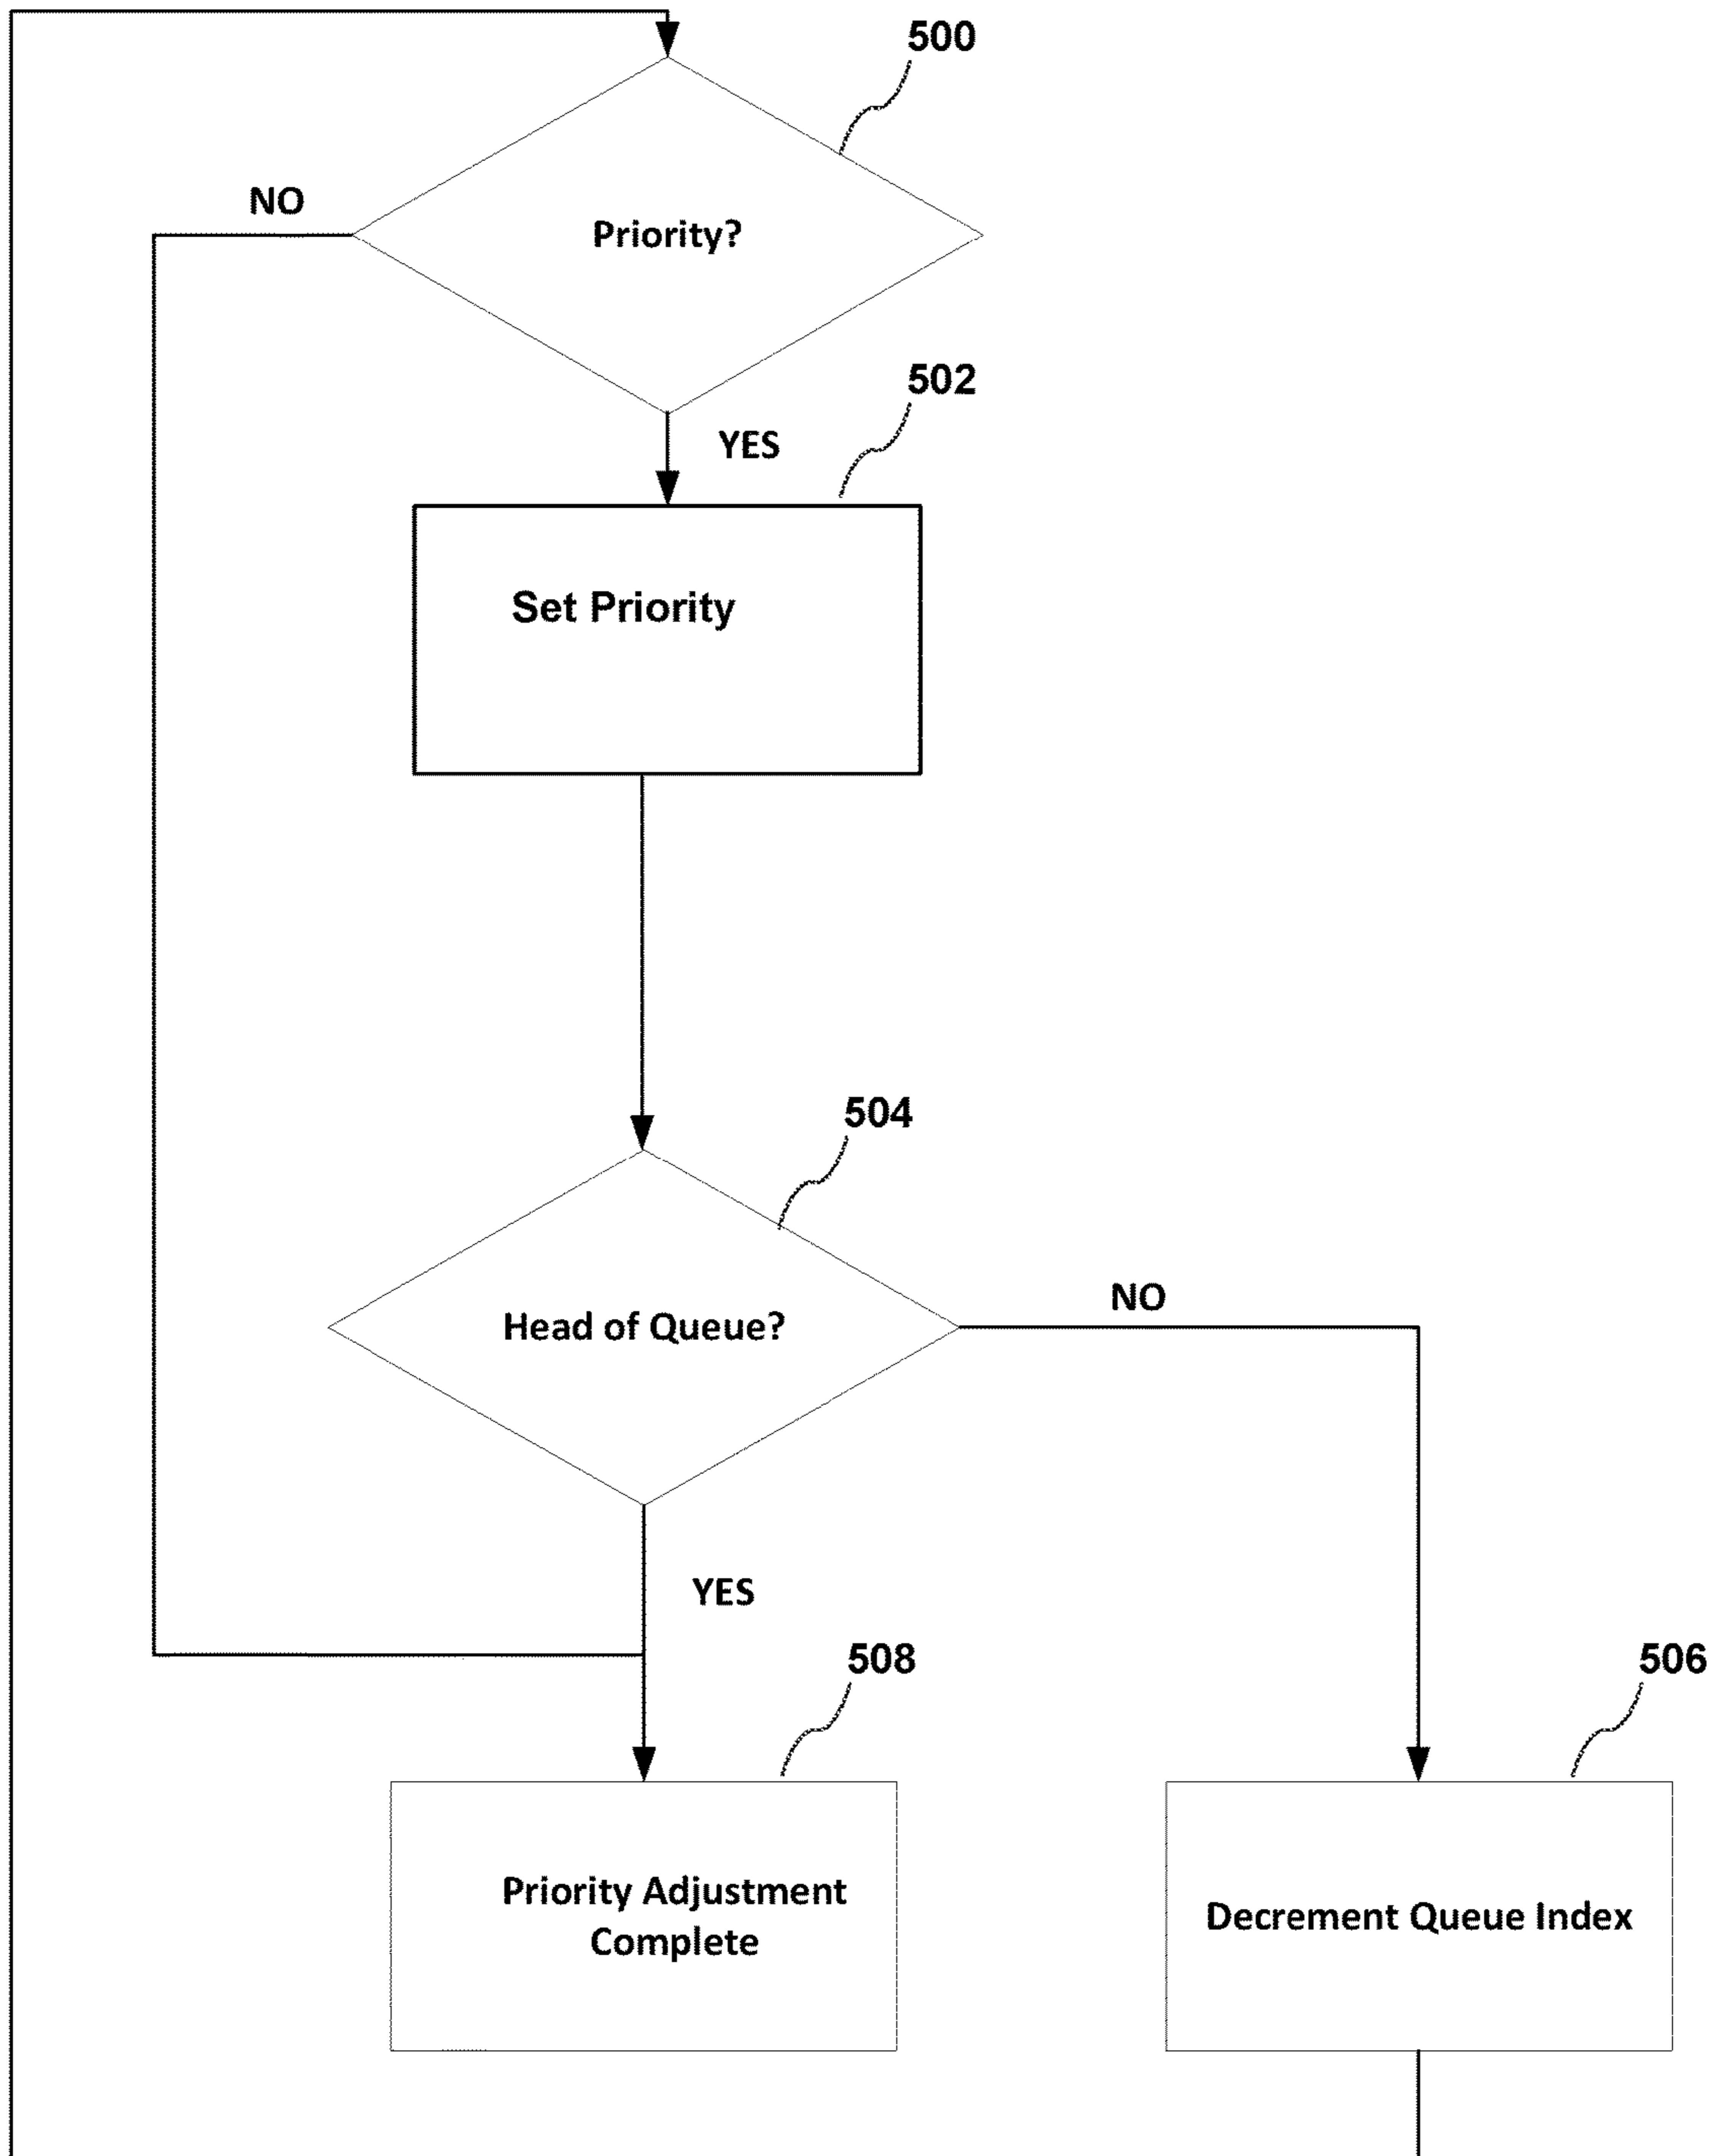 500
NO
Priority?
502
YES
Set Priority
504
NO
Head of Queue?
YES
508
506
Priority Adjustment
Complete
Decrement Queue Index